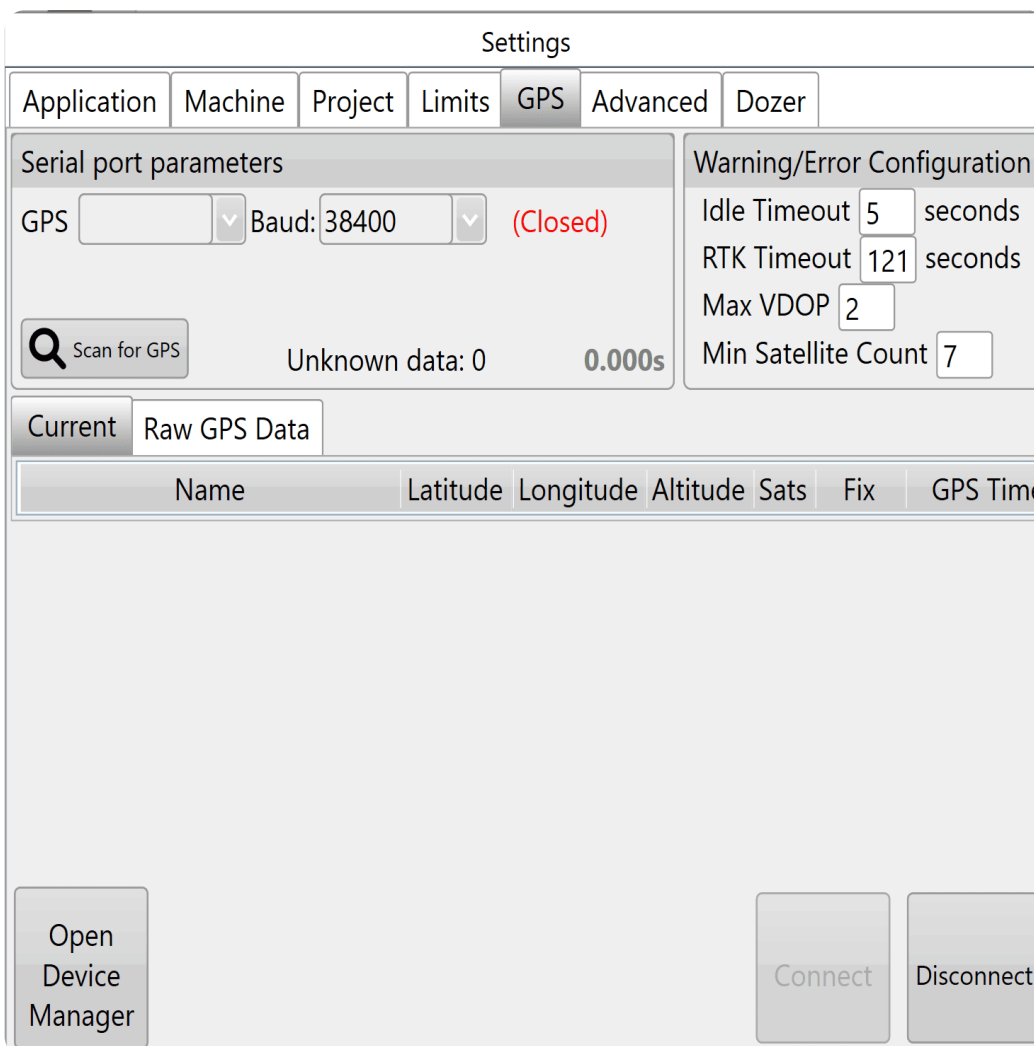 Settings
Application Machine Project Limits GPS Advanced Dozer
Serial port parameters
GPS Baud: 38400 (Closed)
Scan for GPS Unknown data: 0 0.000s
Warning/Error Configuration
Idle Timeout 5 seconds
RTK Timeout 121 seconds
Max VDOP 2
Min Satellite Count 7
Current Raw GPS Data
Name Latitude Longitude Altitude Sats Fix GPS Time
Open
Device
Manager
Connect Disconnect